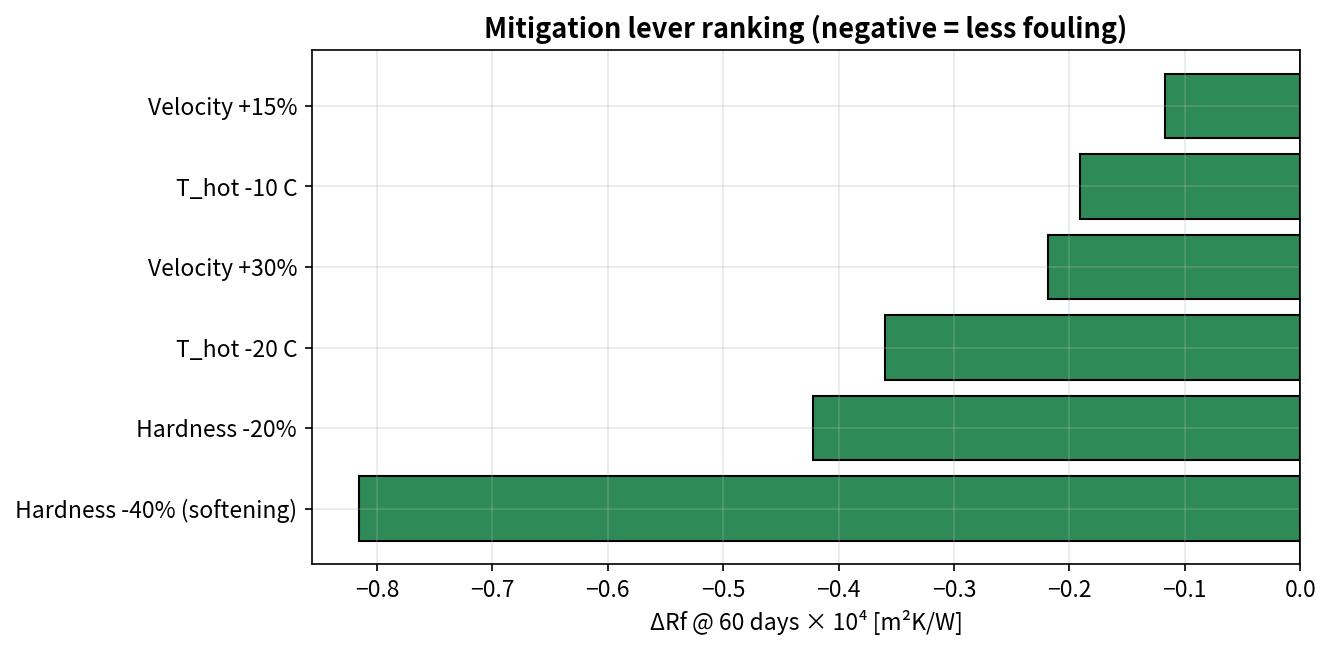 Mitigation lever ranking (negative = less fouling)
Velocity +15%
T_hot -10 C
Velocity +30%
T_hot -20 C
Hardness -20%
Hardness -40% (softening)
−0.8 −0.7 −0.6 −0.5 −0.4 −0.3 −0.2 −0.1 0.0
ΔRf @ 60 days × 10⁴ [m²K/W]